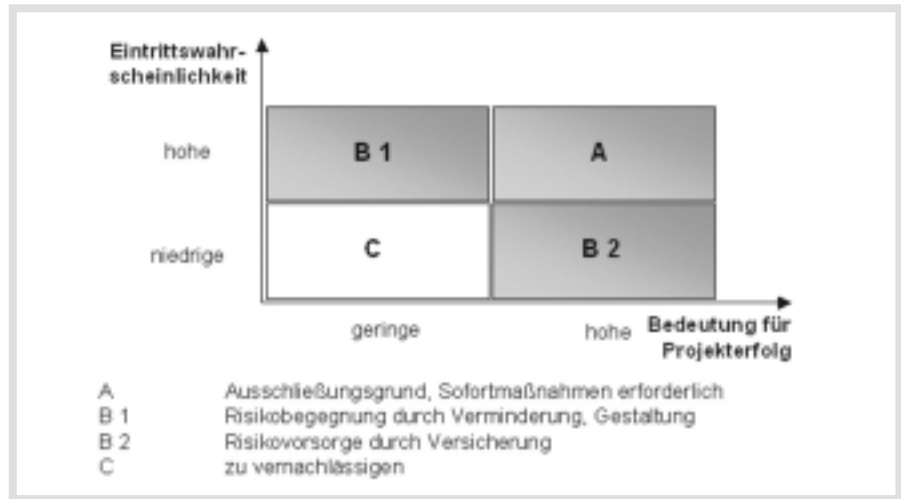 Eintrittswahr-
scheinlichkeit
hohe
B 1
A
niedrige
C
B 2
geringe
hohe
Bedeutung für
Projekterfolg
A Ausschließungsgrund, Sofortmaßnahmen erforderlich
B 1 Risikobegegnung durch Verminderung, Gestaltung
B 2 Risikovorsorge durch Versicherung
C zu vernachlässigen